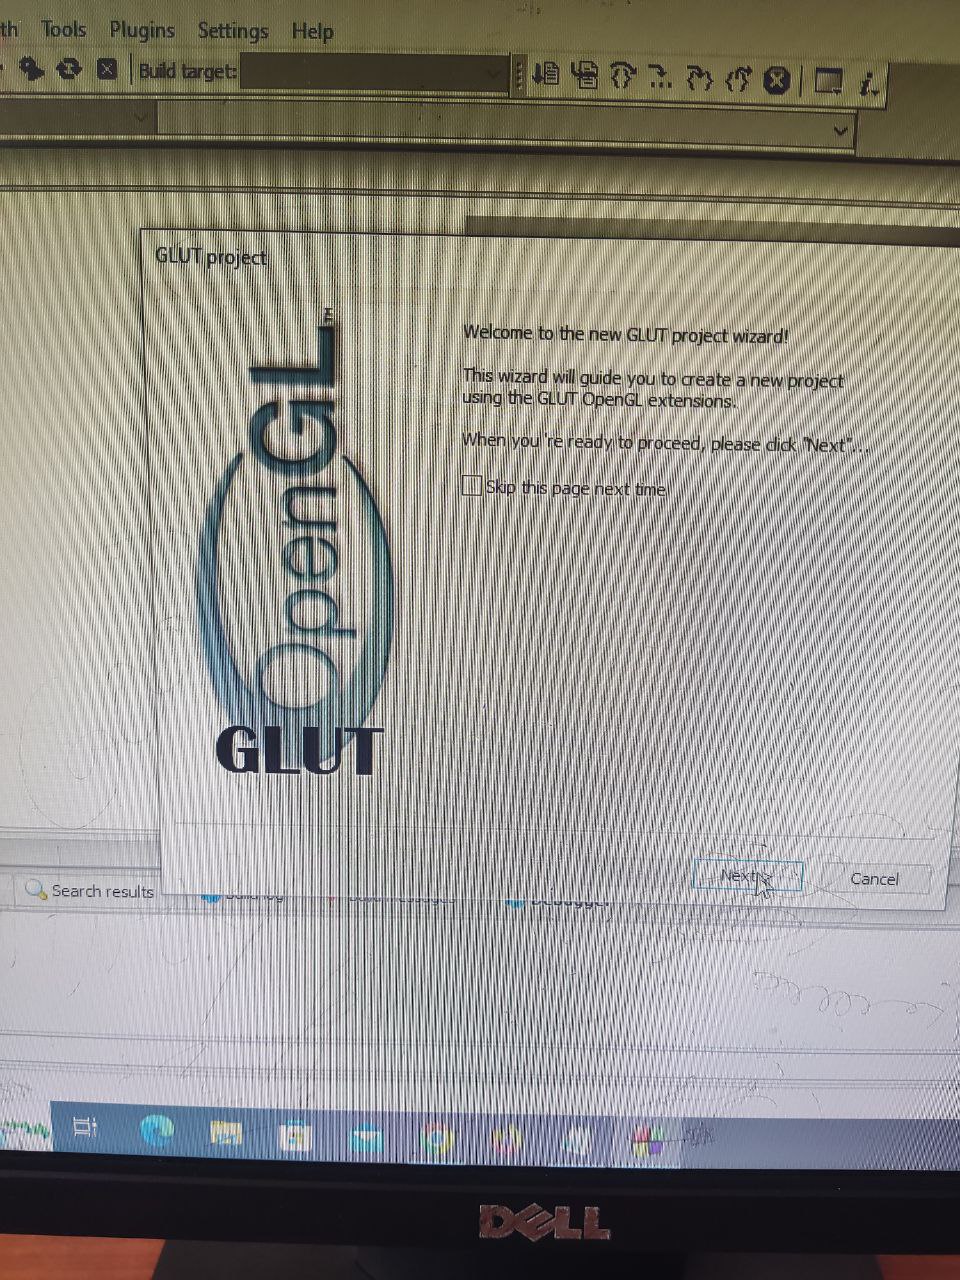 Tools Plugins Settings Help
Build target:
GLUT project
OpenGL
GLUT
Welcome to the new GLUT project wizard!
This wizard will guide you to create a new project
using the GLUT OpenGL extensions.
When you 're ready to proceed, please click "Next"...
Skip this page next time
Next >
Cancel
Search results
Debugger
DELL